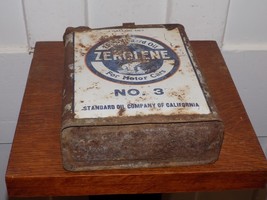 ZEROLENE
For Motor Cars
NO. 3
STANDARD OIL COMPANY OF CALIFORNIA